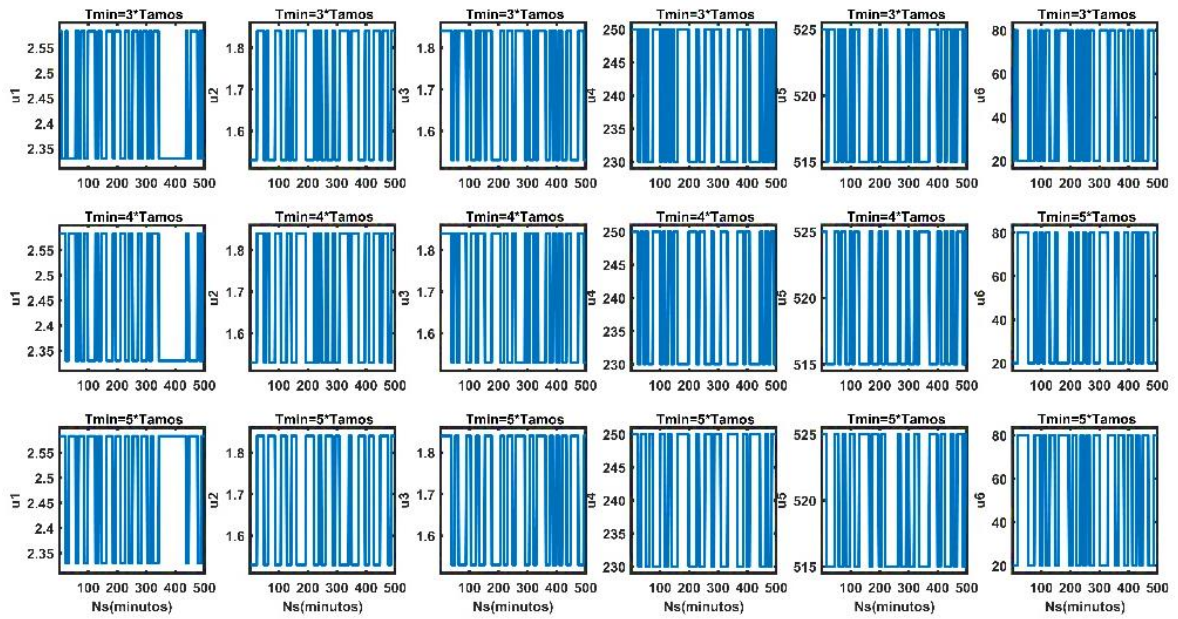 Tmin=3*Tamos Tmin=3*Tamos Tmin=3*Tamos Tmin=3*Tamos Tmin=3*Tamos Tmin=3*Tamos
u1 2.55 2.5 2.45 2.4 2.35
u2 1.8 1.7 1.6
u3 1.8 1.7 1.6
u4 250 245 240 235 230
u5 525 520 515
u6 80 60 40 20
100 200 300 400 500 100 200 300 400 500 100 200 300 400 500 100 200 300 400 500 100 200 300 400 500 100 200 300 400 500
Tmin=4*Tamos Tmin=4*Tamos Tmin=4*Tamos Tmin=4*Tamos Tmin=4*Tamos Tmin=5*Tamos
u1 2.55 2.5 2.45 2.4 2.35
u2 1.8 1.7 1.6
u3 1.8 1.7 1.6
u4 250 245 240 235 230
u5 525 520 515
u6 80 60 40 20
100 200 300 400 500 100 200 300 400 500 100 200 300 400 500 100 200 300 400 500 100 200 300 400 500 100 200 300 400 500
Tmin=5*Tamos Tmin=5*Tamos Tmin=5*Tamos Tmin=5*Tamos Tmin=5*Tamos Tmin=5*Tamos
u1 2.55 2.5 2.45 2.4 2.35
u2 1.8 1.7 1.6
u3 1.8 1.7 1.6
u4 250 245 240 235 230
u5 525 520 515
u6 80 60 40 20
100 200 300 400 500 100 200 300 400 500 100 200 300 400 500 100 200 300 400 500 100 200 300 400 500 100 200 300 400 500
Ns(minutos) Ns(minutos) Ns(minutos) Ns(minutos) Ns(minutos) Ns(minutos)